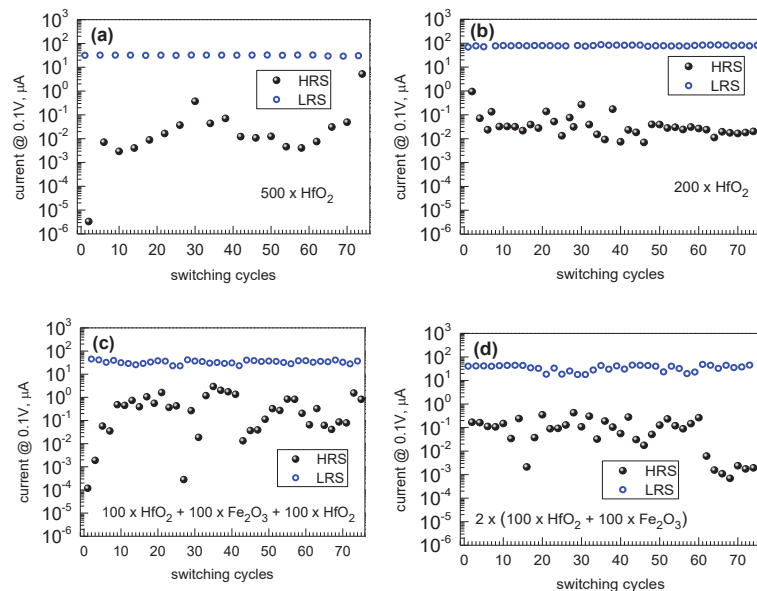 (a)
10³
10²
10¹
10⁰
10⁻¹
10⁻²
10⁻³
10⁻⁴
10⁻⁵
10⁻⁶
current @ 0.1V, µA
HRS
LRS
500 x HfO₂
0 10 20 30 40 50 60 70
switching cycles
(b)
10³
10²
10¹
10⁰
10⁻¹
10⁻²
10⁻³
10⁻⁴
10⁻⁵
10⁻⁶
current @ 0.1V, µA
HRS
LRS
200 x HfO₂
0 10 20 30 40 50 60 70
switching cycles
(c)
10³
10²
10¹
10⁰
10⁻¹
10⁻²
10⁻³
10⁻⁴
10⁻⁵
10⁻⁶
current @ 0.1V, µA
HRS
LRS
100 x HfO₂ + 100 x Fe₂O₃ + 100 x HfO₂
0 10 20 30 40 50 60 70
switching cycles
(d)
10³
10²
10¹
10⁰
10⁻¹
10⁻²
10⁻³
10⁻⁴
10⁻⁵
10⁻⁶
current @ 0.1V, µA
HRS
LRS
2 x (100 x HfO₂ + 100 x Fe₂O₃)
0 10 20 30 40 50 60 70
switching cycles